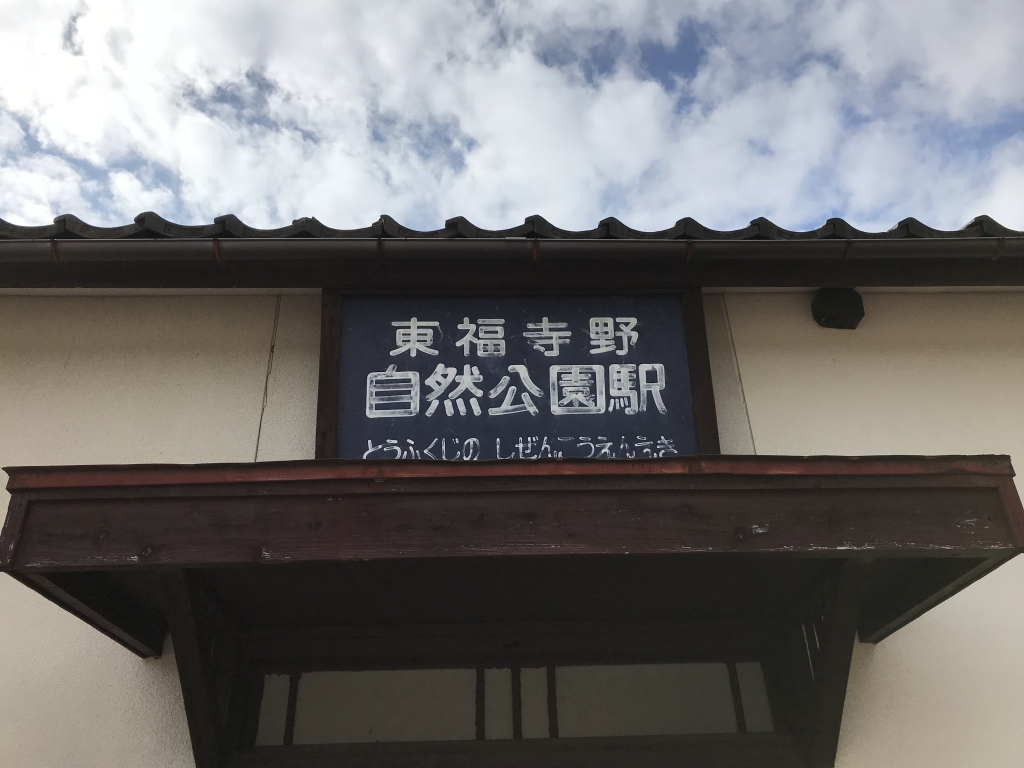 東福寺野
自然公園駅
とうふくじの しぜんこうえんえき